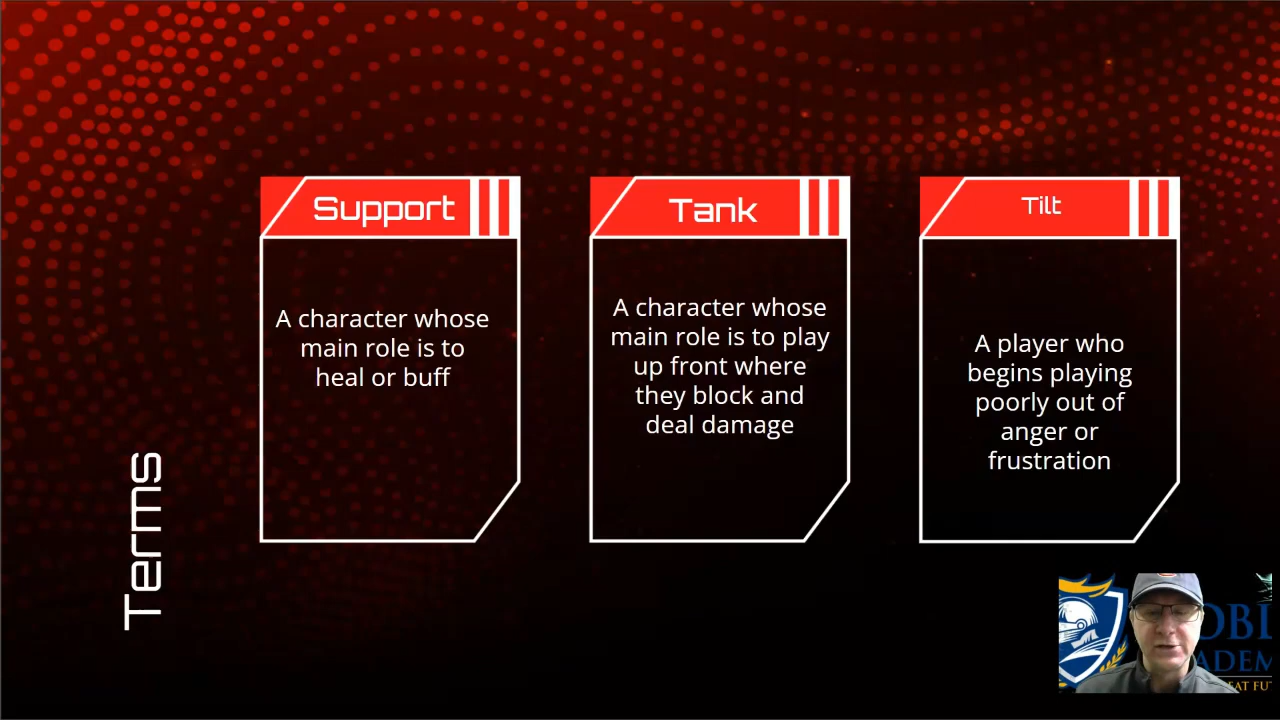 Support
A character whose
main role is to
heal or buff
Tank
A character whose
main role is to play
up front where
they block and
deal damage
Tilt
A player who
begins playing
poorly out of
anger or
frustration
Terms